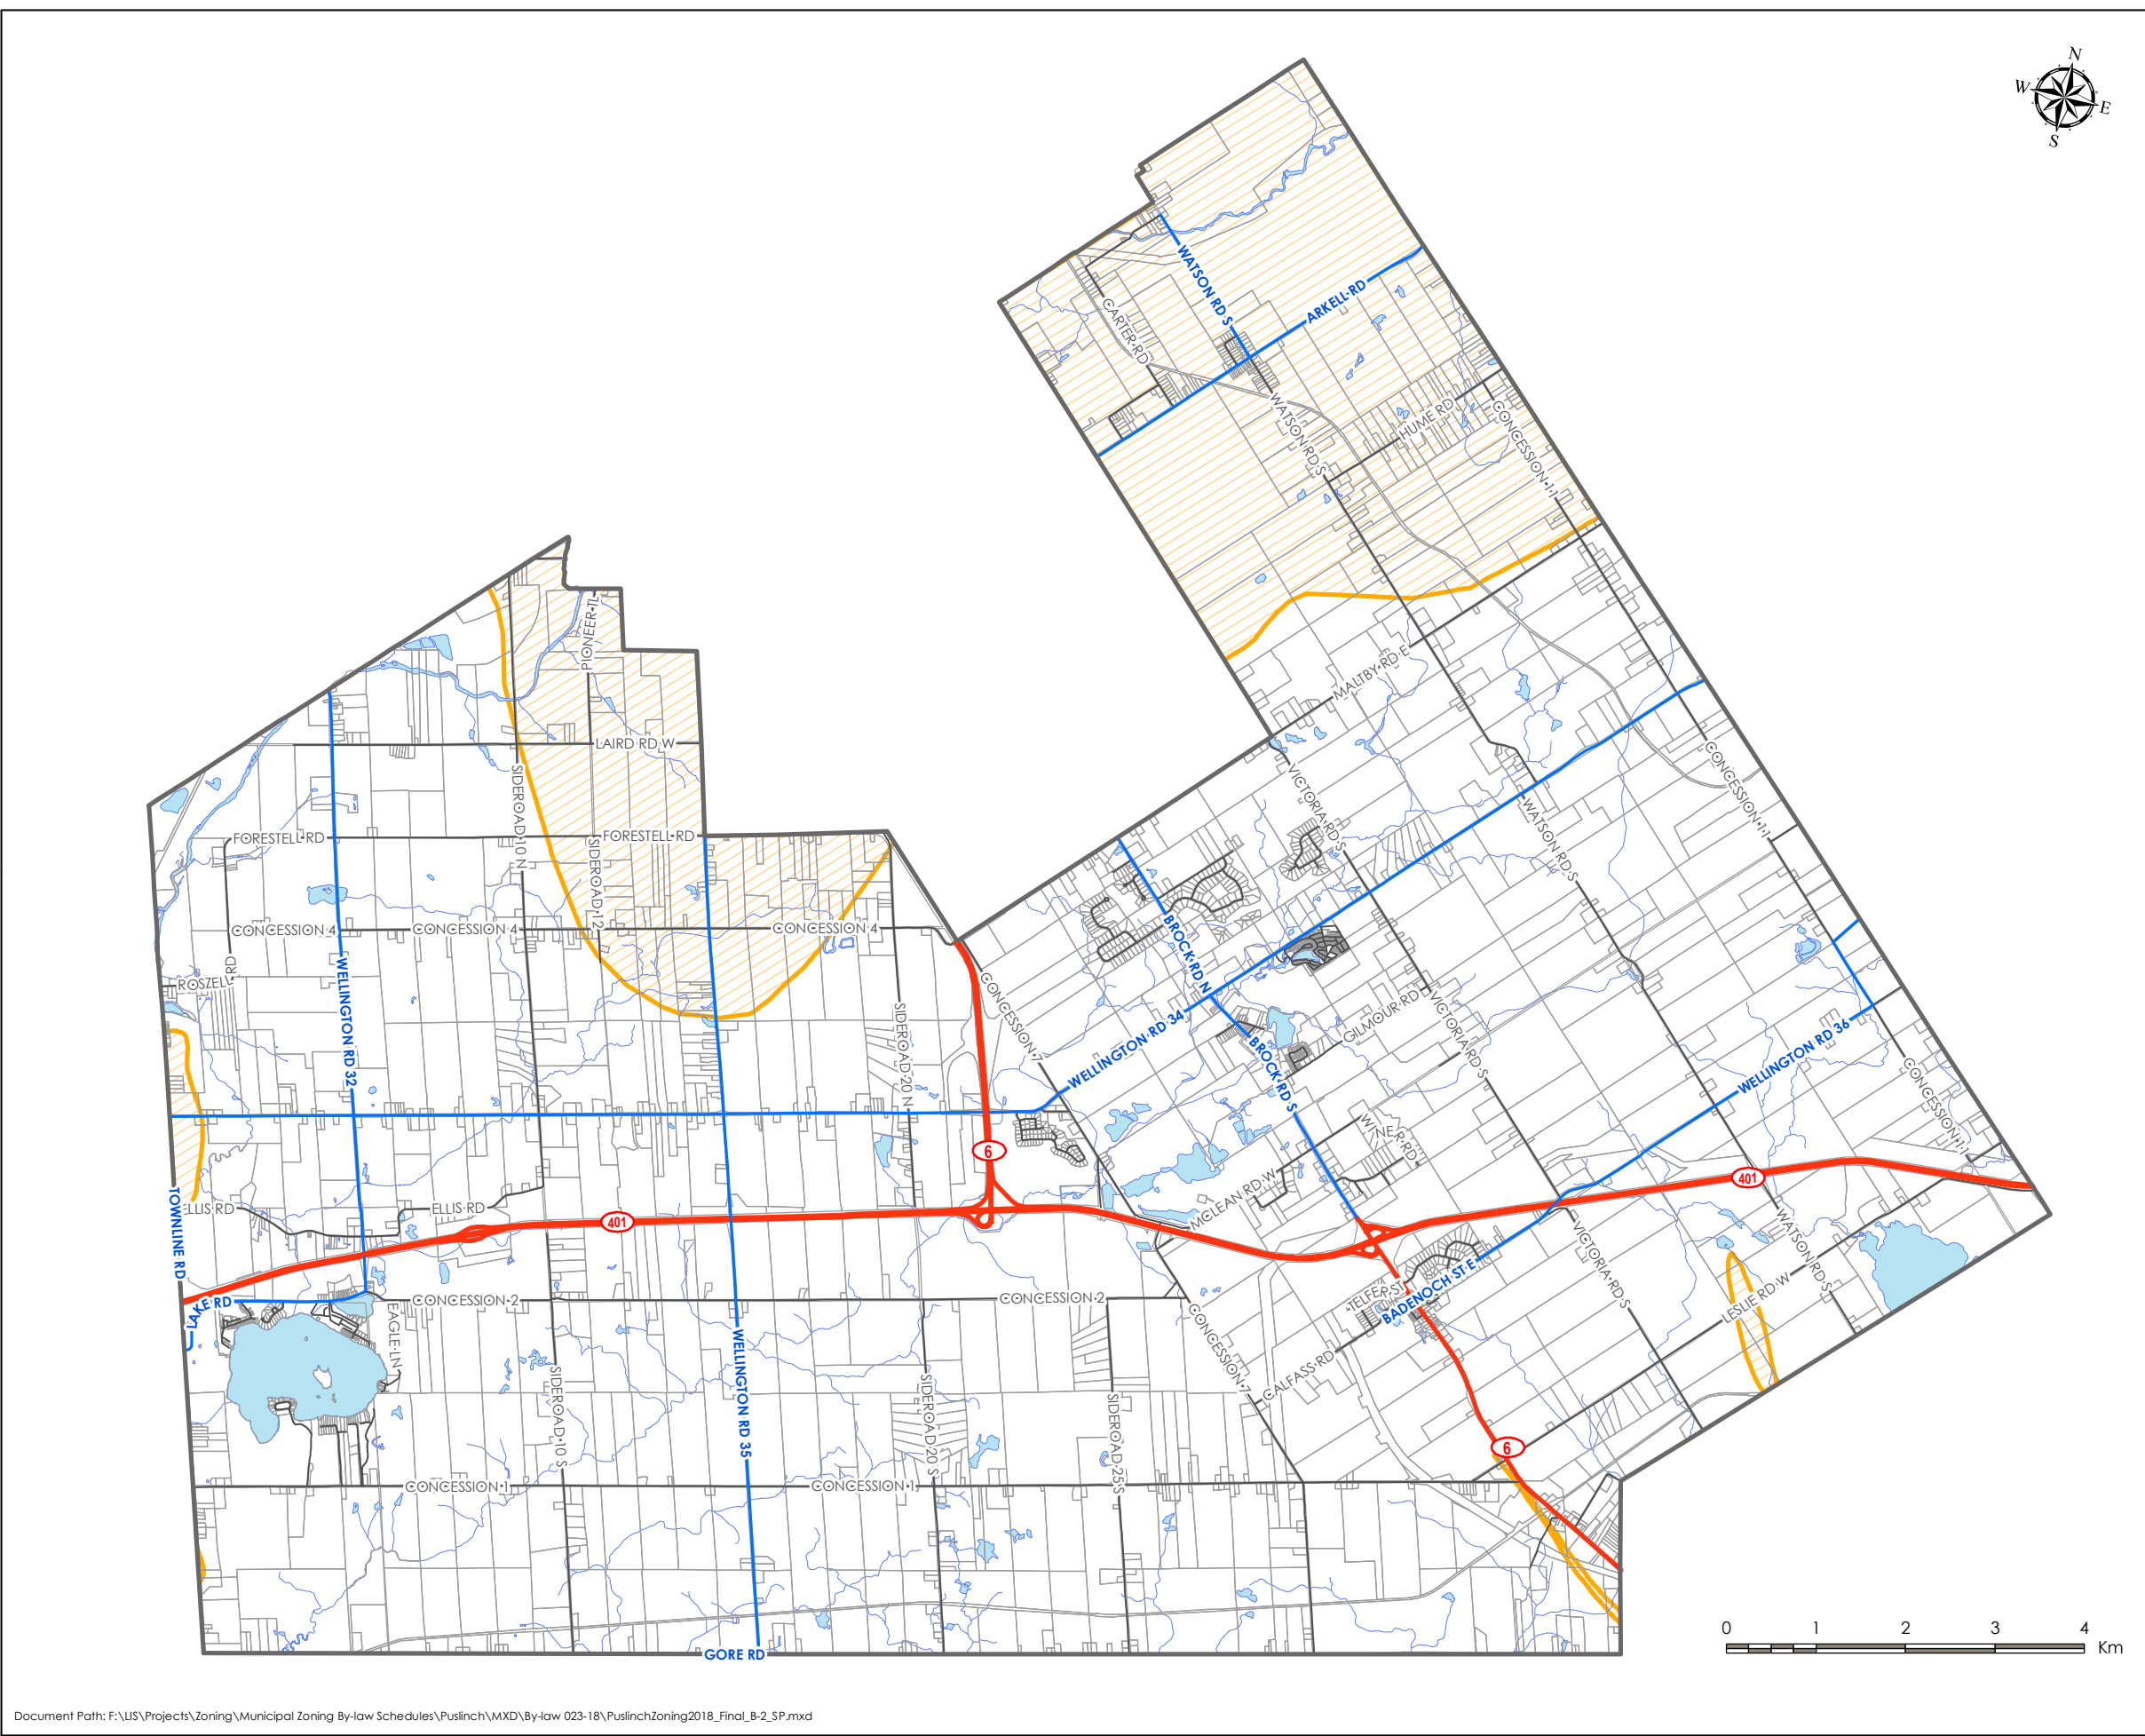 N
W
E
S
WATSON RD S
ARKELL RD
CARTER RD
WATSON RD S
HUME RD
CONCESSION 11
PIONEER TL
MALTBY RD E
LAIRD RD W
SIDEROAD 10 N
VICTORIA RD S
CONCESSION 11
WATSON RD S
FORESTELL RD
FORESTELL RD
SIDEROAD 12
CONCESSION 4
CONCESSION 4
CONCESSION 4
BROCK RD N
ROSZELL RD
WELLINGTON RD 32
SIDEROAD 20 N
CONCESSION 7
WELLINGTON RD 34
GILMOUR RD
VICTORIA RD S
BROCK RD S
WELLINGTON RD 36
CONCESSION 11
WINER RD
6
MCLEAN RD W
401
TOWNLINE RD
ELLIS RD
ELLIS RD
401
WATSON RD S
VICTORIA RD S
LAKE RD
CONCESSION 2
CONCESSION 2
EAGLE LN
TELFER ST
BADENOCH ST E
LESLIE RD W
CONCESSION 7
CALFASS RD
WELLINGTON RD 35
SIDEROAD 10 S
SIDEROAD 20 S
SIDEROAD 25 S
6
CONCESSION 1
CONCESSION 1
GORE RD
0 1 2 3 4
Km
Document Path: F:\LIS\Projects\Zoning\Municipal Zoning By-law Schedules\Puslinch\MXD\By-law 023-18\PuslinchZoning2018_Final_B-2_SP.mxd